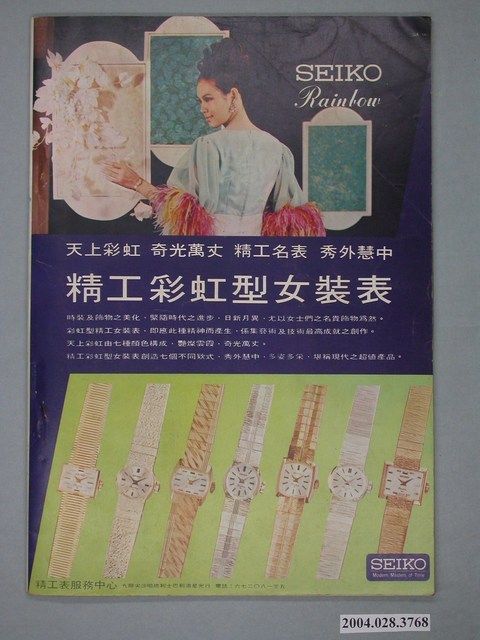 SEIKO
Rainbow
天上彩虹 奇光萬丈 精工名表 秀外慧中
精工彩虹型女裝表
時裝及飾物之美化，緊隨時代之進步，日新月異，尤以女士們之名貴飾物爲然。
彩虹型精工女裝表，即應此種精神而產生，係集藝術及技術最高成就之創作。
天上彩虹由七種顏色構成，艷燦雲霞，奇光萬丈。
精工彩虹型女裝表創造七個不同欵式，秀外慧中，多姿多采，堪稱現代之超值產品。
SEIKO
Modern Masters of Time
精工表服務中心
2004.028.3768